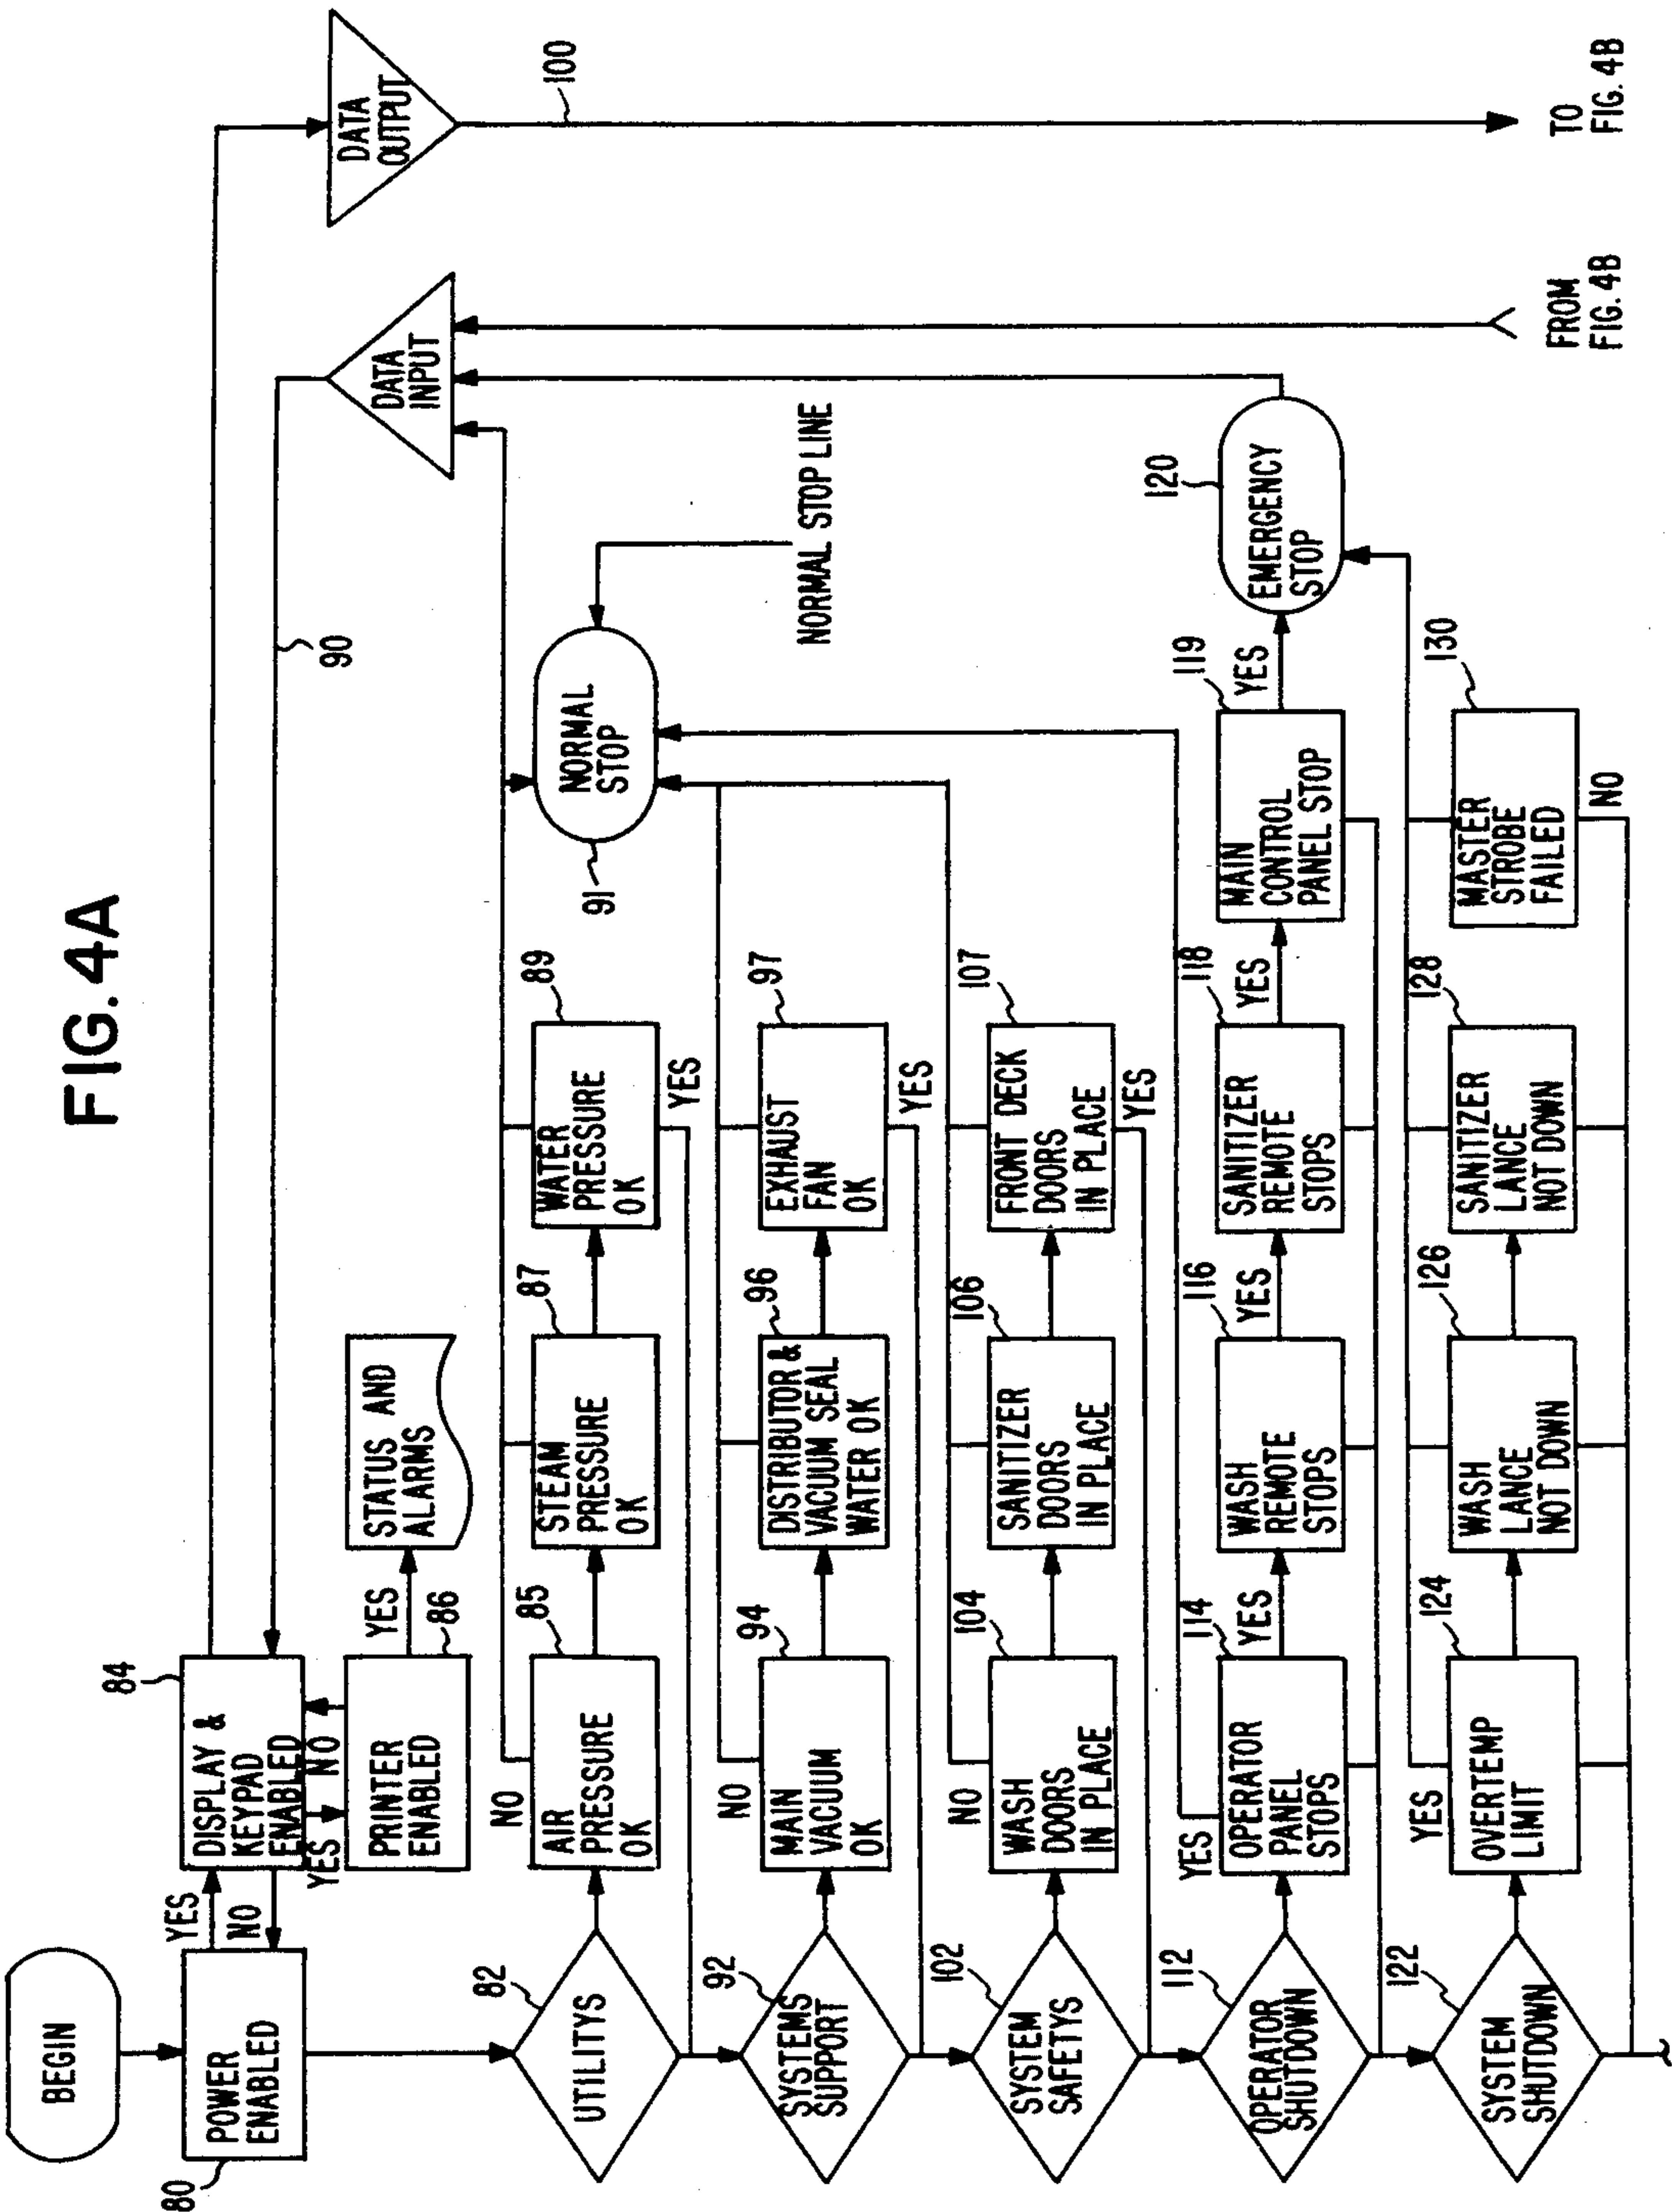 FIG. 4A
BEGIN
POWER
ENABLED
80
YES
NO
DISPLAY &
KEYPAD
ENABLED
84
YES
NO
PRINTER
ENABLED
86
YES
STATUS AND
ALARMS
90
DATA
INPUT
DATA
OUTPUT
100
UTILITYS
82
NO
AIR
PRESSURE
OK
85
STEAM
PRESSURE
OK
87
WATER
PRESSURE
OK
89
YES
NORMAL
STOP
91
NORMAL STOP LINE
SYSTEMS
SUPPORT
92
NO
MAIN
VACUUM
OK
94
DISTRIBUTOR &
VACUUM SEAL
WATER OK
96
EXHAUST
FAN
OK
97
YES
SYSTEM
SAFETYS
102
NO
WASH
DOORS
IN PLACE
104
SANITIZER
DOORS
IN PLACE
106
FRONT DECK
DOORS
IN PLACE
107
YES
OPERATOR
SHUTDOWN
112
YES
OPERATOR
PANEL
STOPS
114
YES
WASH
REMOTE
STOPS
116
YES
SANITIZER
REMOTE
STOPS
118
YES
MAIN
CONTROL
PANEL STOP
119
YES
EMERGENCY
STOP
120
SYSTEM
SHUTDOWN
122
YES
OVERTEMP
LIMIT
124
WASH
LANCE
NOT DOWN
126
SANITIZER
LANCE
NOT DOWN
128
MASTER
STROBE
FAILED
130
NO
FROM
FIG. 4B
TO
FIG. 4B